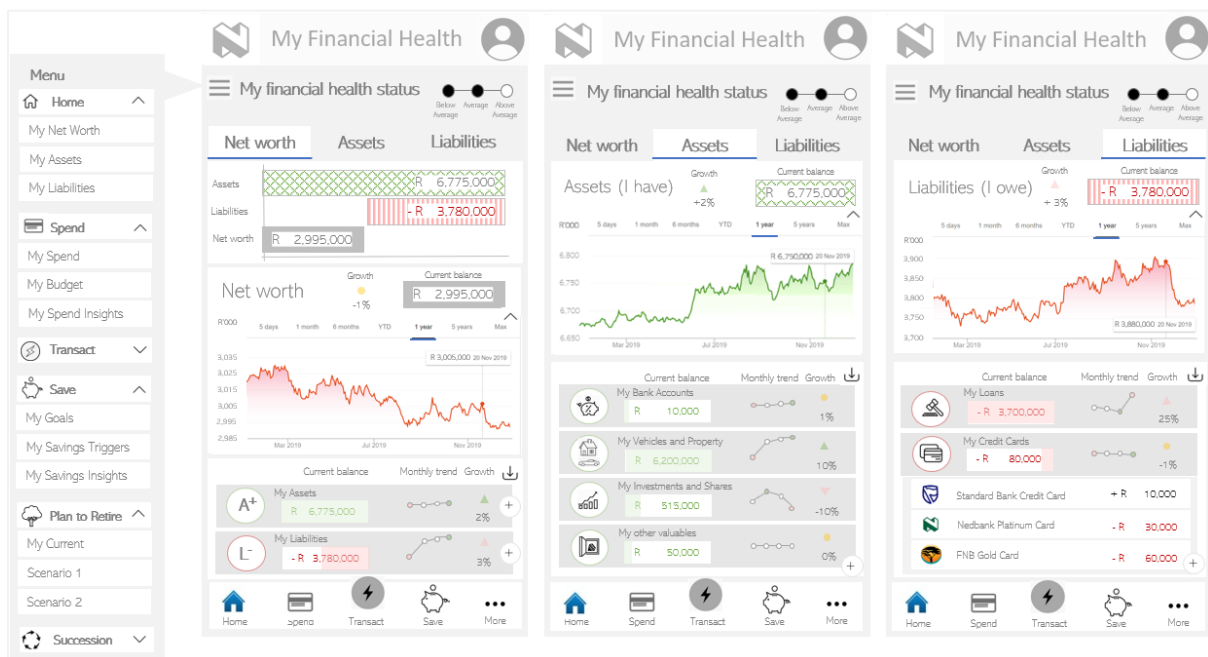 Menu
Home
My Net Worth
My Assets
My Liabilities
Spend
My Spend
My Budget
My Spend Insights
Transact
Save
My Goals
My Savings Triggers
My Savings Insights
Plan to Retire
My Current
Scenario 1
Scenario 2
Succession
My Financial Health
My financial health status
Below Average
Average
Above Average
Net worth Assets Liabilities
Assets R 6,775,000
Liabilities - R 3,780,000
Net worth R 2,995,000
Net worth
Growth
-1%
Current balance
R 2,995,000
R'000 5 days 1 month 6 months YTD 1 year 5 years Max
R 3,005,000 20 Nov 2019
3,035
3,025
3,015
3,005
2,995
2,985
Mar 2019 Jul 2019 Nov 2019
Current balance Monthly trend Growth
A+ My Assets
R 6,775,000 2% +
L- My Liabilities
- R 3,780,000 3% +
Home Spend Transact Save More
My Financial Health
My financial health status
Below Average
Average
Above Average
Net worth Assets Liabilities
Assets (I have)
Growth
+2%
Current balance
R 6,775,000
R'000 5 days 1 month 6 months YTD 1 year 5 years Max
R 6,750,000 20 Nov 2019
6,800
6,750
6,700
6,650
Mar 2019 Jul 2019 Nov 2019
Current balance Monthly trend Growth
My Bank Accounts
R 10,000 1%
My Vehicles and Property
R 6,200,000 10%
My Investments and Shares
R 515,000 -10%
My other valuables
R 50,000 0%
+
Home Spend Transact Save More
My Financial Health
My financial health status
Below Average
Average
Above Average
Net worth Assets Liabilities
Liabilities (I owe)
Growth
+ 3%
Current balance
- R 3,780,000
5 days 1 month 6 months YTD 1 year 5 years Max
R'000
3,900
3,850
3,800
3,750
3,700
R 3,880,000 20 Nov 2019
Mar 2019 Jul 2019 Nov 2019
Current balance Monthly trend Growth
My Loans
- R 3,700,000 25%
My Credit Cards
- R 80,000 -1%
Standard Bank Credit Card + R 10,000
Nedbank Platinum Card - R 30,000
FNB Gold Card - R 60,000 +
Home Spend Transact Save More